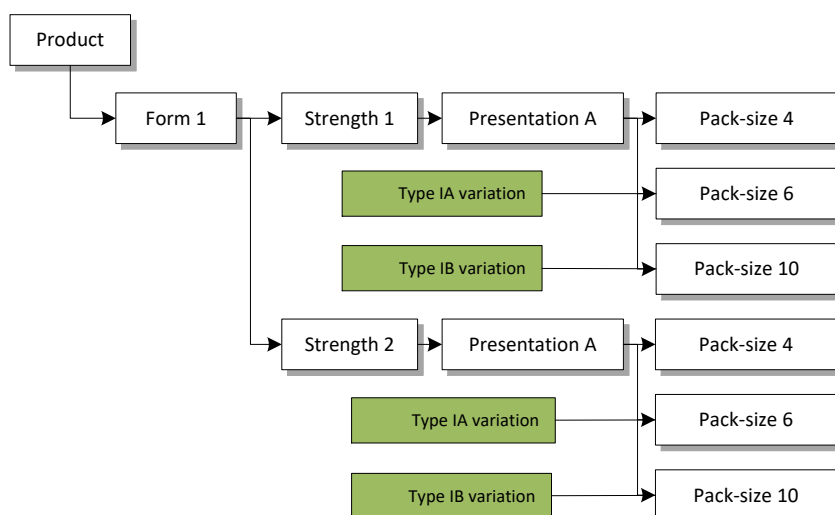 Product
Form 1
Strength 1
Presentation A
Pack-size 4
Type IA variation
Pack-size 6
Type IB variation
Pack-size 10
Strength 2
Presentation A
Pack-size 4
Type IA variation
Pack-size 6
Type IB variation
Pack-size 10